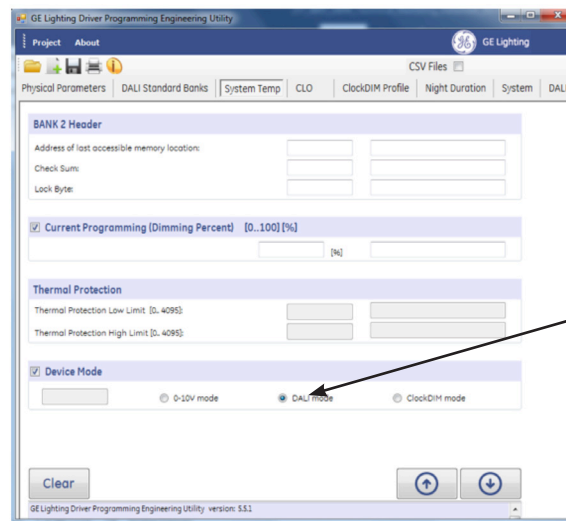 GE Lighting Driver Programming Engineering Utility
Project About
GE Lighting
CSV Files
Physical Parameters DALI Standard Banks System Temp CLO ClockDIM Profile Night Duration System DALI
BANK 2 Header
Address of last accessible memory location:
Check Sum:
Lock Byte:
Current Programming (Dimming Percent) [0..100] [%]
[%]
Thermal Protection
Thermal Protection Low Limit [0.. 4095]:
Thermal Protection High Limit [0.. 4095]:
Device Mode
0-10V mode DALI mode ClockDIM mode
Clear
GE Lighting Driver Programming Engineering Utility version: 5.5.1